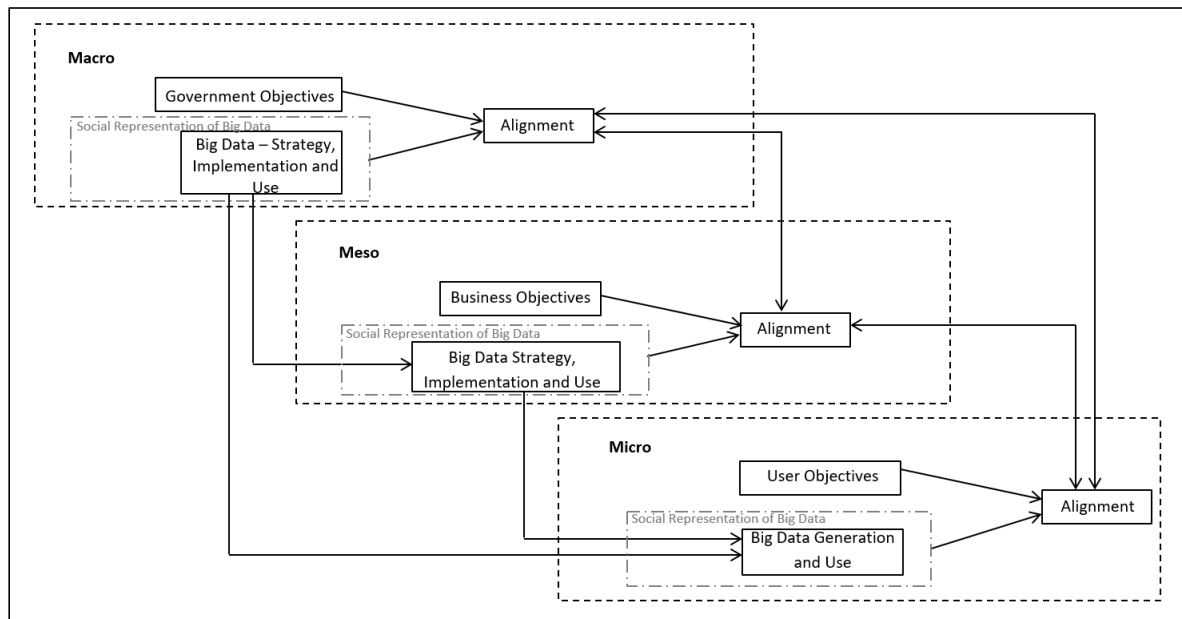 Macro
Government Objectives
Social Representation of Big Data
Big Data – Strategy,
Implementation and
Use
Alignment
Meso
Business Objectives
Social Representation of Big Data
Big Data Strategy,
Implementation and Use
Alignment
Micro
User Objectives
Social Representation of Big Data
Big Data Generation
and Use
Alignment